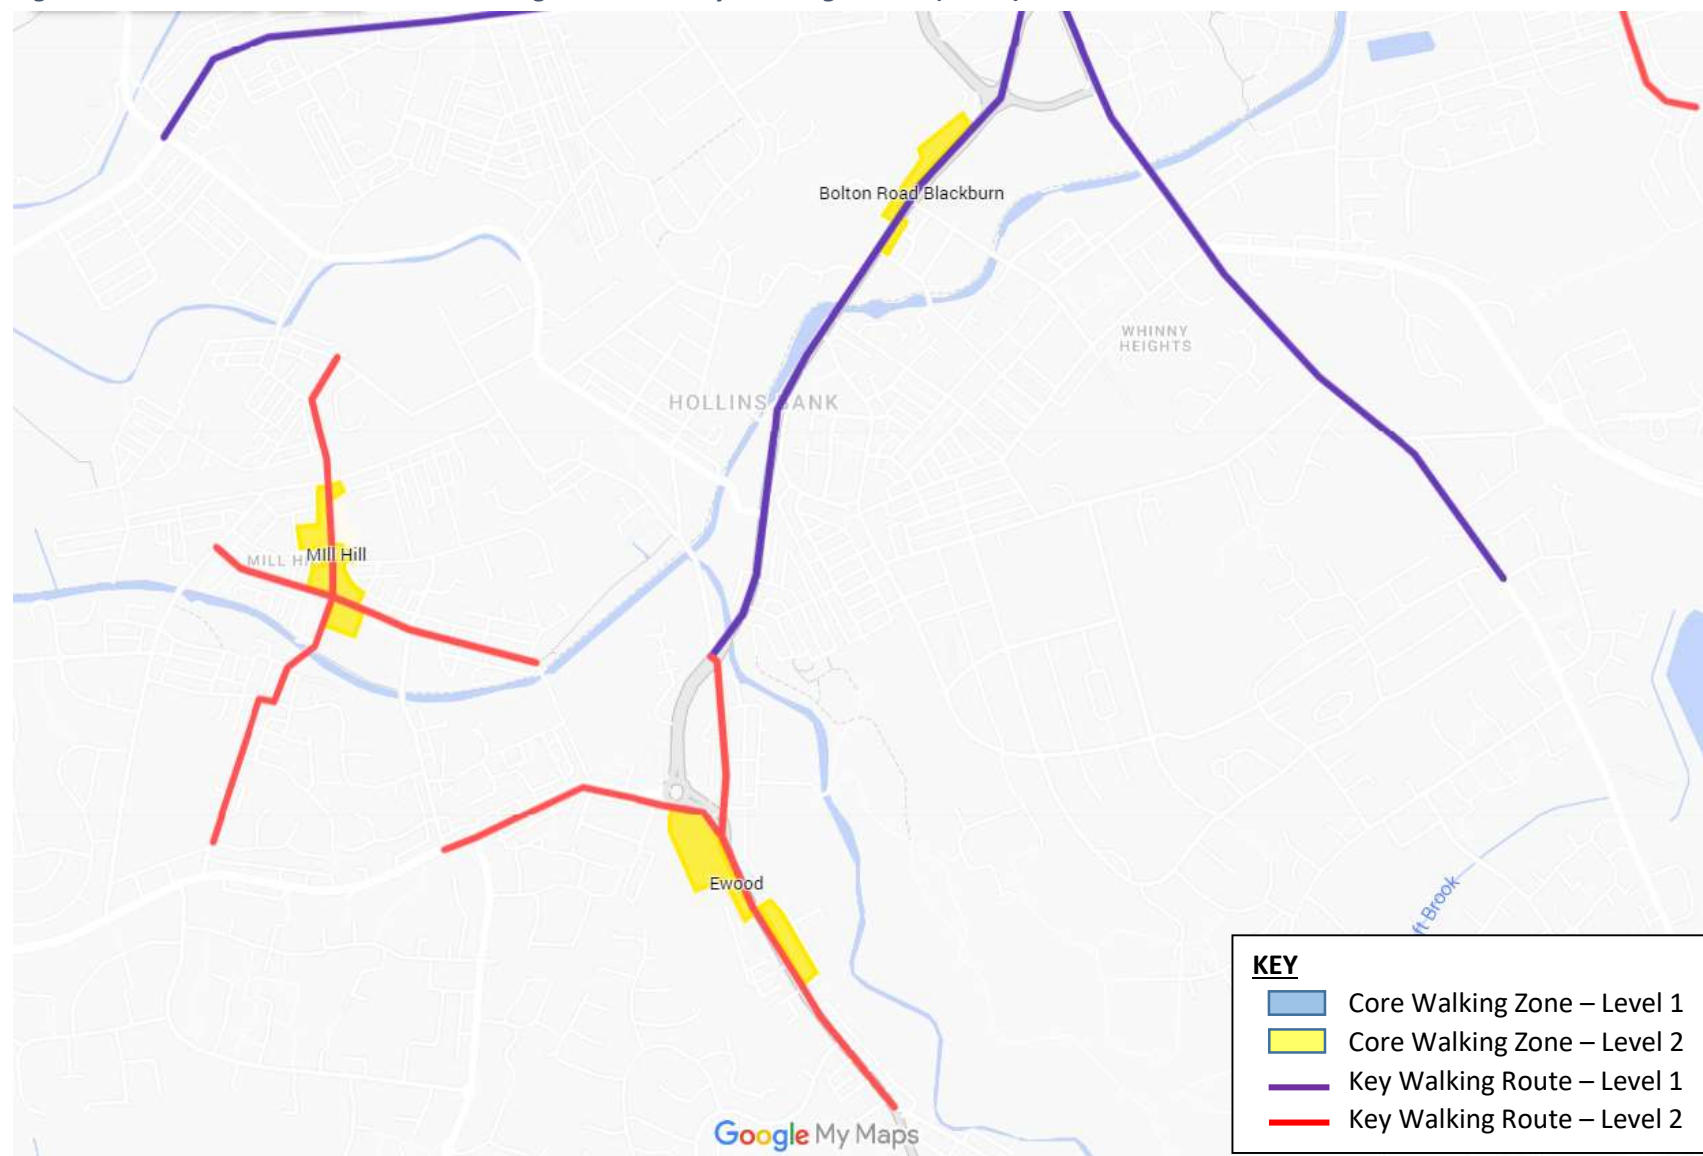 Bolton Road Blackburn
WHINNY
HEIGHTS
HOLLINS BANK
MILL H
MIll Hill
Ewood
ft Brook
KEY
Core Walking Zone – Level 1
Core Walking Zone – Level 2
Key Walking Route – Level 1
Key Walking Route – Level 2
Google My Maps